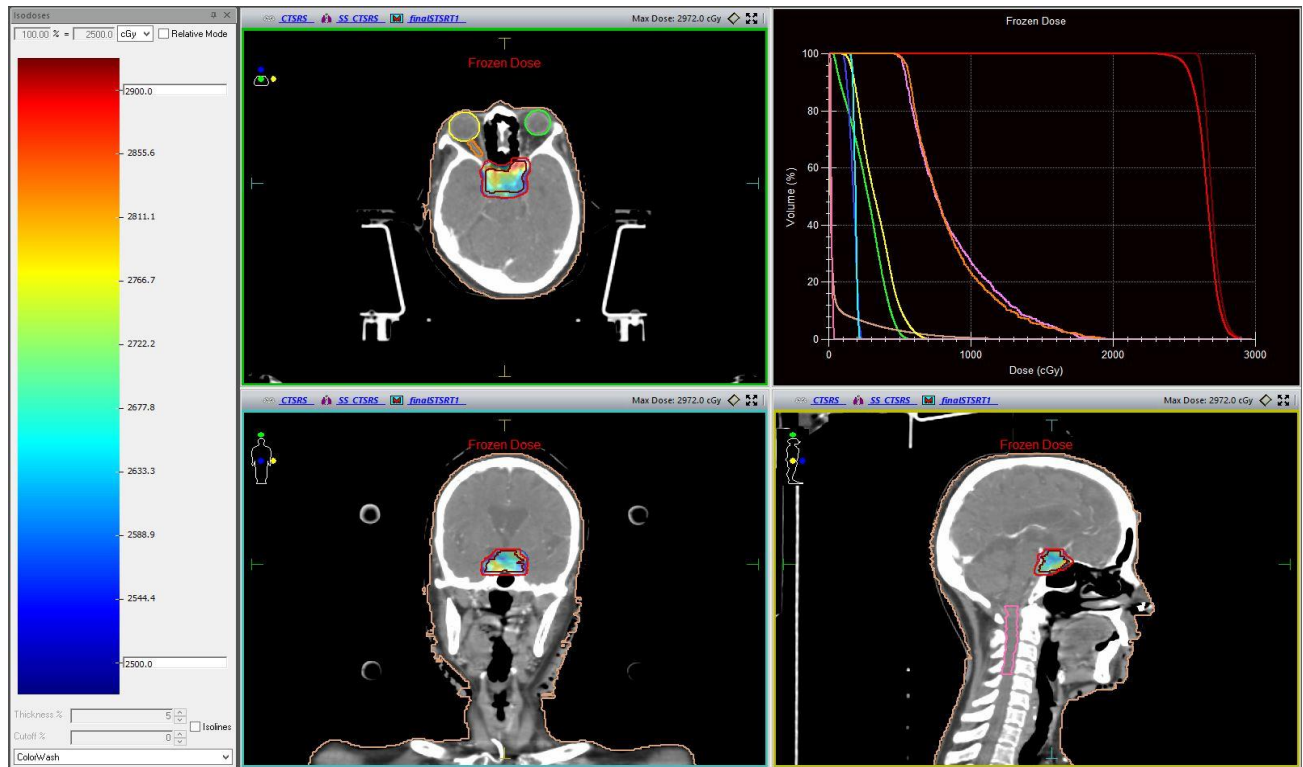 Isodoses
100.00 % = 2500.0 cGy Relative Mode
2900.0
2855.6
2811.1
2766.7
2722.2
2677.8
2633.3
2588.9
2544.4
2500.0
Thickness % 5
Isolines
Cutoff % 0
ColorWash
CTSRS SS_CTSRS finalSTSRT1 Max Dose: 2972.0 cGy
Frozen Dose
Frozen Dose
100
80
60
40
20
0
Volume (%)
0 1000 2000 3000
Dose (cGy)
CTSRS SS_CTSRS finalSTSRT1 Max Dose: 2972.0 cGy
Frozen Dose
CTSRS SS_CTSRS finalSTSRT1 Max Dose: 2972.0 cGy
Frozen Dose